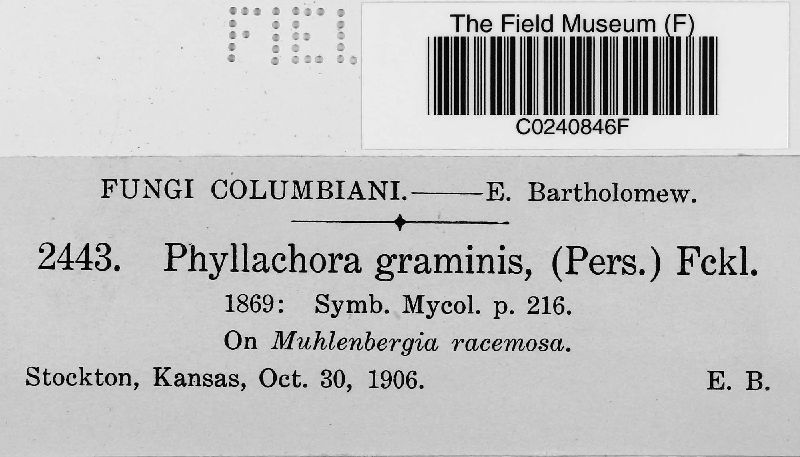 The Field Museum (F)
C0240846F
FUNGI COLUMBIANI.——E. Bartholomew.
2443. Phyllachora graminis, (Pers.) Fckl.
1869: Symb. Mycol. p. 216.
On Muhlenbergia racemosa.
Stockton, Kansas, Oct. 30, 1906. E. B.